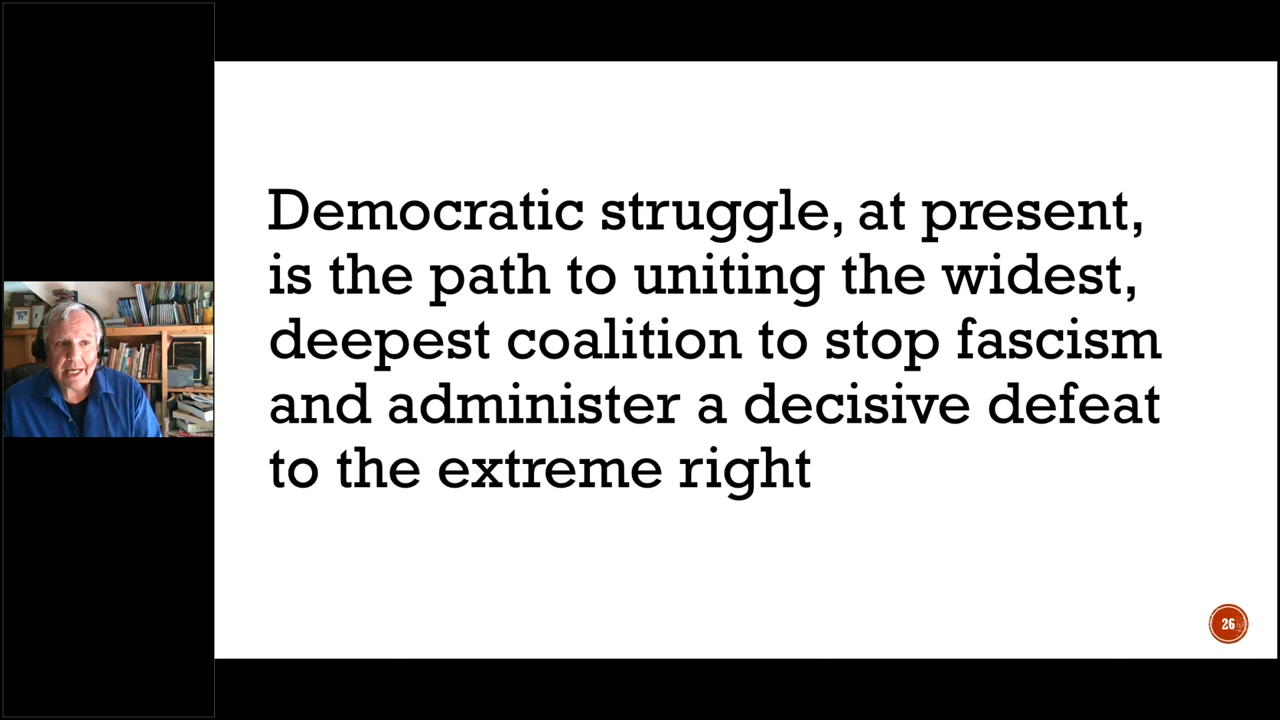 Democratic struggle, at present,
is the path to uniting the widest,
deepest coalition to stop fascism
and administer a decisive defeat
to the extreme right
26